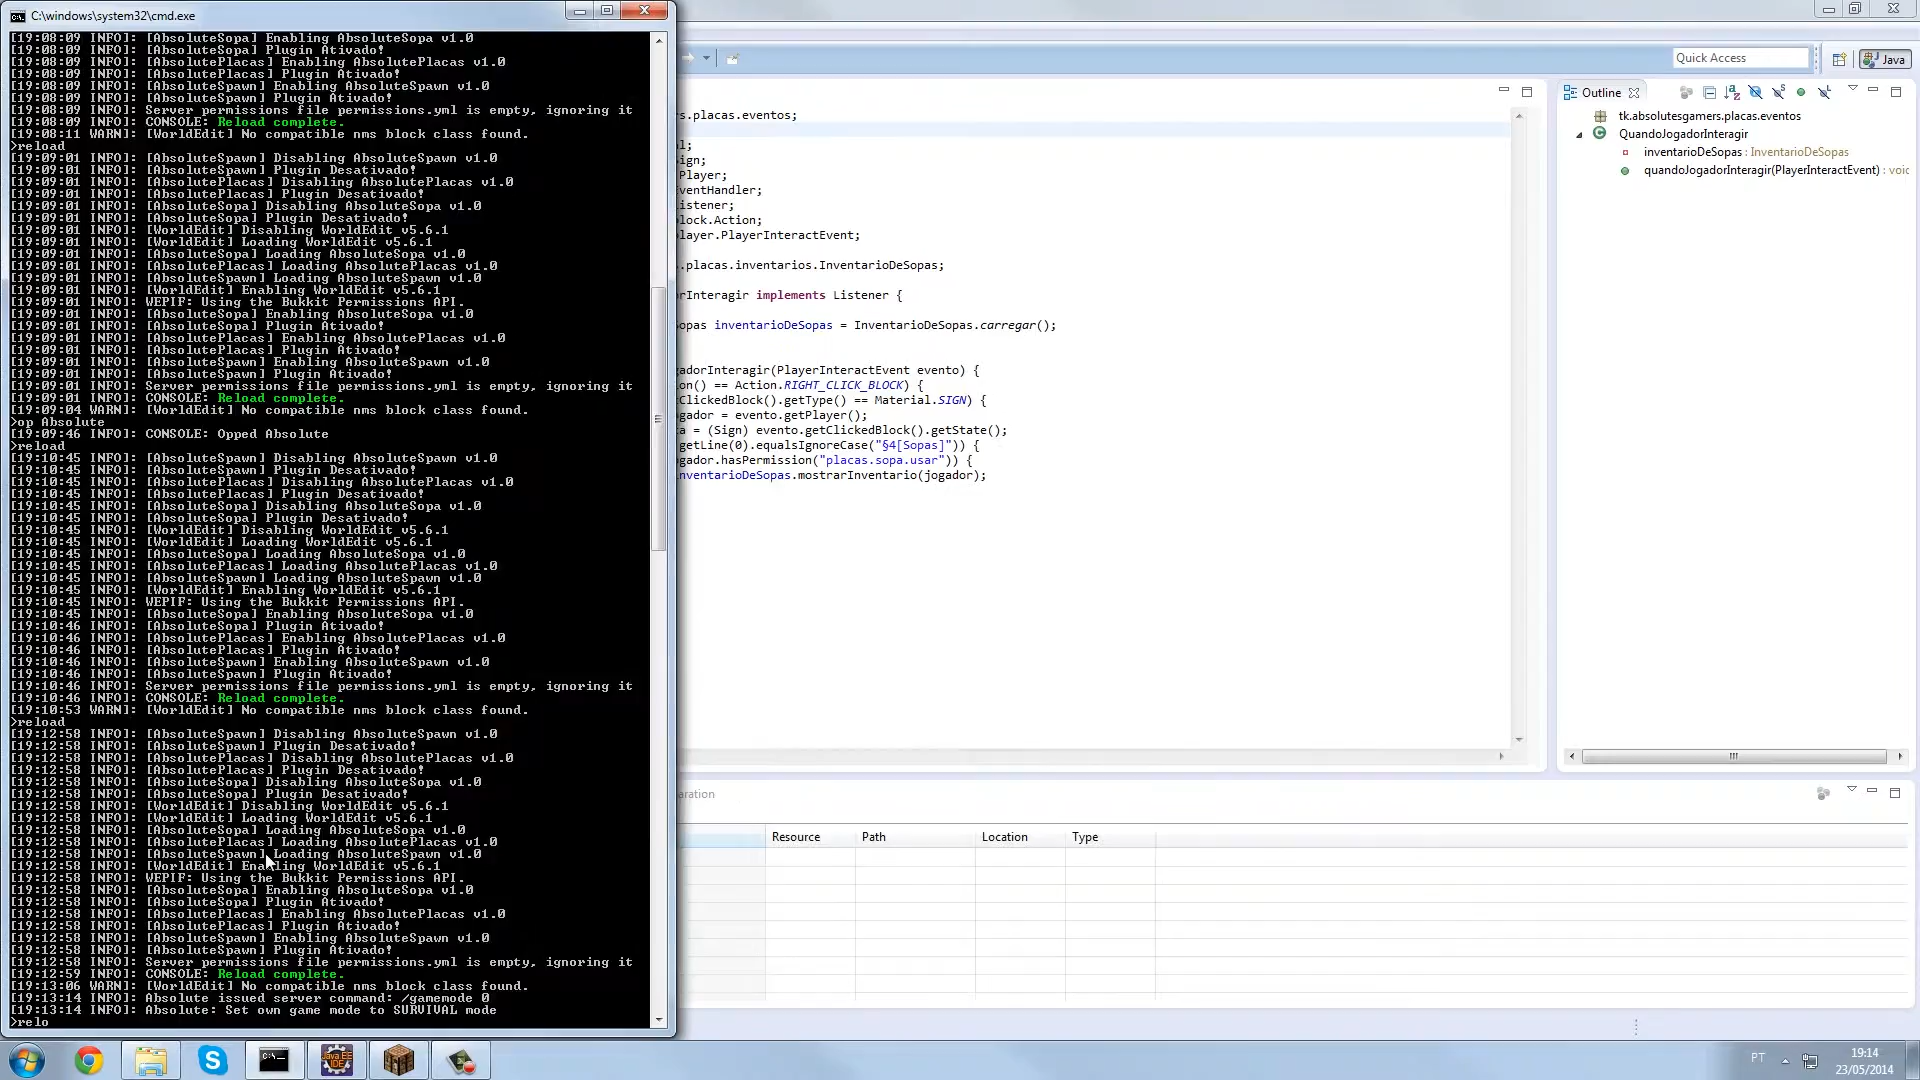 C:\windows\system32\cmd.exe
[19:08:09 INFO]: [AbsoluteSopa] Enabling AbsoluteSopa v1.0
[19:08:09 INFO]: [AbsoluteSopa] Plugin Ativado!
[19:08:09 INFO]: [AbsolutePlacas] Enabling AbsolutePlacas v1.0
[19:08:09 INFO]: [AbsolutePlacas] Plugin Ativado!
[19:08:09 INFO]: [AbsoluteSpawn] Enabling AbsoluteSpawn v1.0
[19:08:09 INFO]: [AbsoluteSpawn] Plugin Ativado!
[19:08:09 INFO]: Server permissions file permissions.yml is empty, ignoring it
[19:08:09 INFO]: CONSOLE: Reload complete.
[19:08:11 WARN]: [WorldEdit] No compatible nms block class found.
>reload
[19:09:01 INFO]: [AbsoluteSpawn] Disabling AbsoluteSpawn v1.0
[19:09:01 INFO]: [AbsoluteSpawn] Plugin Desativado!
[19:09:01 INFO]: [AbsolutePlacas] Disabling AbsolutePlacas v1.0
[19:09:01 INFO]: [AbsolutePlacas] Plugin Desativado!
[19:09:01 INFO]: [AbsoluteSopa] Disabling AbsoluteSopa v1.0
[19:09:01 INFO]: [AbsoluteSopa] Plugin Desativado!
[19:09:01 INFO]: [WorldEdit] Disabling WorldEdit v5.6.1
[19:09:01 INFO]: [WorldEdit] Loading WorldEdit v5.6.1
[19:09:01 INFO]: [AbsoluteSopa] Loading AbsoluteSopa v1.0
[19:09:01 INFO]: [AbsolutePlacas] Loading AbsolutePlacas v1.0
[19:09:01 INFO]: [AbsoluteSpawn] Loading AbsoluteSpawn v1.0
[19:09:01 INFO]: [WorldEdit] Enabling WorldEdit v5.6.1
[19:09:01 INFO]: WEPIF: Using the Bukkit Permissions API.
[19:09:01 INFO]: [AbsoluteSopa] Enabling AbsoluteSopa v1.0
[19:09:01 INFO]: [AbsoluteSopa] Plugin Ativado!
[19:09:01 INFO]: [AbsolutePlacas] Enabling AbsolutePlacas v1.0
[19:09:01 INFO]: [AbsolutePlacas] Plugin Ativado!
[19:09:01 INFO]: [AbsoluteSpawn] Enabling AbsoluteSpawn v1.0
[19:09:01 INFO]: [AbsoluteSpawn] Plugin Ativado!
[19:09:01 INFO]: Server permissions file permissions.yml is empty, ignoring it
[19:09:01 INFO]: CONSOLE: Reload complete.
[19:09:04 WARN]: [WorldEdit] No compatible nms block class found.
>op Absolute
[19:09:46 INFO]: CONSOLE: Opped Absolute
>reload
[19:10:45 INFO]: [AbsoluteSpawn] Disabling AbsoluteSpawn v1.0
[19:10:45 INFO]: [AbsoluteSpawn] Plugin Desativado!
[19:10:45 INFO]: [AbsolutePlacas] Disabling AbsolutePlacas v1.0
[19:10:45 INFO]: [AbsolutePlacas] Plugin Desativado!
[19:10:45 INFO]: [AbsoluteSopa] Disabling AbsoluteSopa v1.0
[19:10:45 INFO]: [AbsoluteSopa] Plugin Desativado!
[19:10:45 INFO]: [WorldEdit] Disabling WorldEdit v5.6.1
[19:10:45 INFO]: [WorldEdit] Loading WorldEdit v5.6.1
[19:10:45 INFO]: [AbsoluteSopa] Loading AbsoluteSopa v1.0
[19:10:45 INFO]: [AbsolutePlacas] Loading AbsolutePlacas v1.0
[19:10:45 INFO]: [AbsoluteSpawn] Loading AbsoluteSpawn v1.0
[19:10:45 INFO]: [WorldEdit] Enabling WorldEdit v5.6.1
[19:10:45 INFO]: WEPIF: Using the Bukkit Permissions API.
[19:10:45 INFO]: [AbsoluteSopa] Enabling AbsoluteSopa v1.0
[19:10:46 INFO]: [AbsoluteSopa] Plugin Ativado!
[19:10:46 INFO]: [AbsolutePlacas] Enabling AbsolutePlacas v1.0
[19:10:46 INFO]: [AbsolutePlacas] Plugin Ativado!
[19:10:46 INFO]: [AbsoluteSpawn] Enabling AbsoluteSpawn v1.0
[19:10:46 INFO]: [AbsoluteSpawn] Plugin Ativado!
[19:10:46 INFO]: Server permissions file permissions.yml is empty, ignoring it
[19:10:46 INFO]: CONSOLE: Reload complete.
[19:10:53 WARN]: [WorldEdit] No compatible nms block class found.
>reload
[19:12:58 INFO]: [AbsoluteSpawn] Disabling AbsoluteSpawn v1.0
[19:12:58 INFO]: [AbsoluteSpawn] Plugin Desativado!
[19:12:58 INFO]: [AbsolutePlacas] Disabling AbsolutePlacas v1.0
[19:12:58 INFO]: [AbsolutePlacas] Plugin Desativado!
[19:12:58 INFO]: [AbsoluteSopa] Disabling AbsoluteSopa v1.0
[19:12:58 INFO]: [AbsoluteSopa] Plugin Desativado!
[19:12:58 INFO]: [WorldEdit] Disabling WorldEdit v5.6.1
[19:12:58 INFO]: [WorldEdit] Loading WorldEdit v5.6.1
[19:12:58 INFO]: [AbsoluteSopa] Loading AbsoluteSopa v1.0
[19:12:58 INFO]: [AbsolutePlacas] Loading AbsolutePlacas v1.0
[19:12:58 INFO]: [AbsoluteSpawn] Loading AbsoluteSpawn v1.0
[19:12:58 INFO]: [WorldEdit] Enabling WorldEdit v5.6.1
[19:12:58 INFO]: WEPIF: Using the Bukkit Permissions API.
[19:12:58 INFO]: [AbsoluteSopa] Enabling AbsoluteSopa v1.0
[19:12:58 INFO]: [AbsoluteSopa] Plugin Ativado!
[19:12:58 INFO]: [AbsolutePlacas] Enabling AbsolutePlacas v1.0
[19:12:58 INFO]: [AbsolutePlacas] Plugin Ativado!
[19:12:58 INFO]: [AbsoluteSpawn] Enabling AbsoluteSpawn v1.0
[19:12:58 INFO]: [AbsoluteSpawn] Plugin Ativado!
[19:12:58 INFO]: Server permissions file permissions.yml is empty, ignoring it
[19:12:59 INFO]: CONSOLE: Reload complete.
[19:13:06 WARN]: [WorldEdit] No compatible nms block class found.
[19:13:14 INFO]: Absolute issued server command: /gamemode 0
[19:13:14 INFO]: Absolute: Set own game mode to SURVIVAL mode
>relo
Quick Access
Java
s.placas.eventos;
l;
ign;
Player;
EventHandler;
istener;
lock.Action;
layer.PlayerInteractEvent;
s.placas.inventarios.InventarioDeSopas;
rInteragir implements Listener {
Sopas inventarioDeSopas = InventarioDeSopas.carregar();
gadorInteragir(PlayerInteractEvent evento) {
on() == Action.RIGHT_CLICK_BLOCK) {
ClickedBlock().getType() == Material.SIGN) {
gador = evento.getPlayer();
ca = (Sign) evento.getClickedBlock().getState();
getLine(0).equalsIgnoreCase("§4[Sopas]")) {
gador.hasPermission("placas.sopa.usar")) {
nventarioDeSopas.mostrarInventario(jogador);
Outline
tk.absolutesgamers.placas.eventos
QuandoJogadorInteragir
inventarioDeSopas : InventarioDeSopas
quandoJogadorInteragir(PlayerInteractEvent) : voic
aration
Resource Path Location Type
Java EE
IDE
PT
19:14
23/05/2014